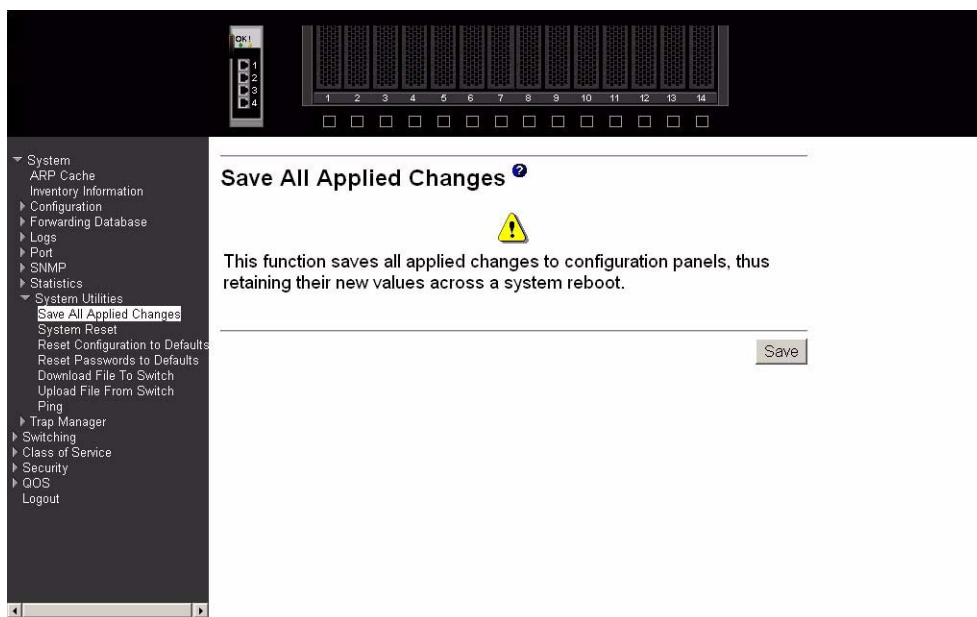 OK!
1
2
3
4
1 2 3 4 5 6 7 8 9 10 11 12 13 14
System
ARP Cache
Inventory Information
Configuration
Forwarding Database
Logs
Port
SNMP
Statistics
System Utilities
Save All Applied Changes
System Reset
Reset Configuration to Defaults
Reset Passwords to Defaults
Download File To Switch
Upload File From Switch
Ping
Trap Manager
Switching
Class of Service
Security
QOS
Logout
Save All Applied Changes ?
!
This function saves all applied changes to configuration panels, thus
retaining their new values across a system reboot.
Save